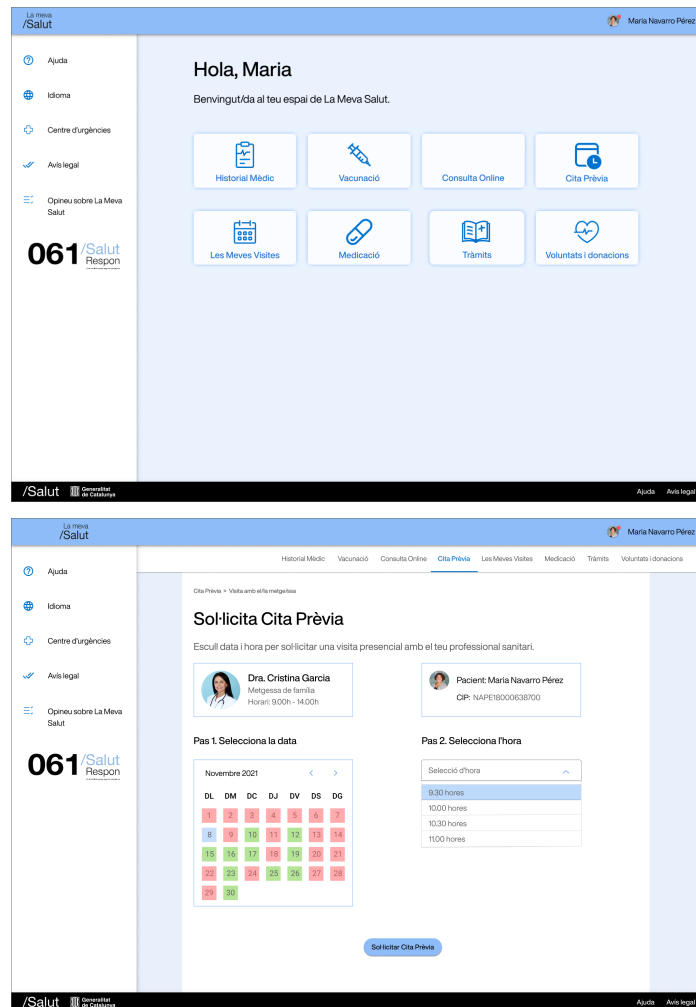 La meva
/Salut
Maria Navarro Pérez
Ajuda
Idioma
Centre d'urgències
Avís legal
Opineu sobre La Meva
Salut
061 /Salut
Respon
Hola, Maria
Benvingut/da al teu espai de La Meva Salut.
Historial Mèdic
Vacunació
Consulta Online
Cita Prèvia
Les Meves Visites
Medicació
Tràmits
Voluntats i donacions
/Salut Generalitat
de Catalunya
Ajuda Avís legal
La meva
/Salut
Maria Navarro Pérez
Historial Mèdic Vacunació Consulta Online Cita Prèvia Les Meves Visites Medicació Tràmits Voluntats i donacions
Ajuda
Idioma
Centre d'urgències
Avís legal
Opineu sobre La Meva
Salut
061 /Salut
Respon
Cita Prèvia > Visita amb el/la metge/ssa
Sol·licita Cita Prèvia
Escull data i hora per sol·licitar una visita presencial amb el teu professional sanitari.
Dra. Cristina Garcia
Metgessa de família
Horari: 9.00h - 14.00h
Pacient: Maria Navarro Pérez
CIP: NAPE18000638700
Pas 1. Selecciona la data
Novembre 2021 < >
DL DM DC DJ DV DS DG
1 2 3 4 5 6 7
8 9 10 11 12 13 14
15 16 17 18 19 20 21
22 23 24 25 26 27 28
29 30
Pas 2. Selecciona l'hora
Selecció d'hora
9.30 hores
10.00 hores
10.30 hores
11.00 hores
Sol·licitar Cita Prèvia
/Salut Generalitat
de Catalunya
Ajuda Avís legal